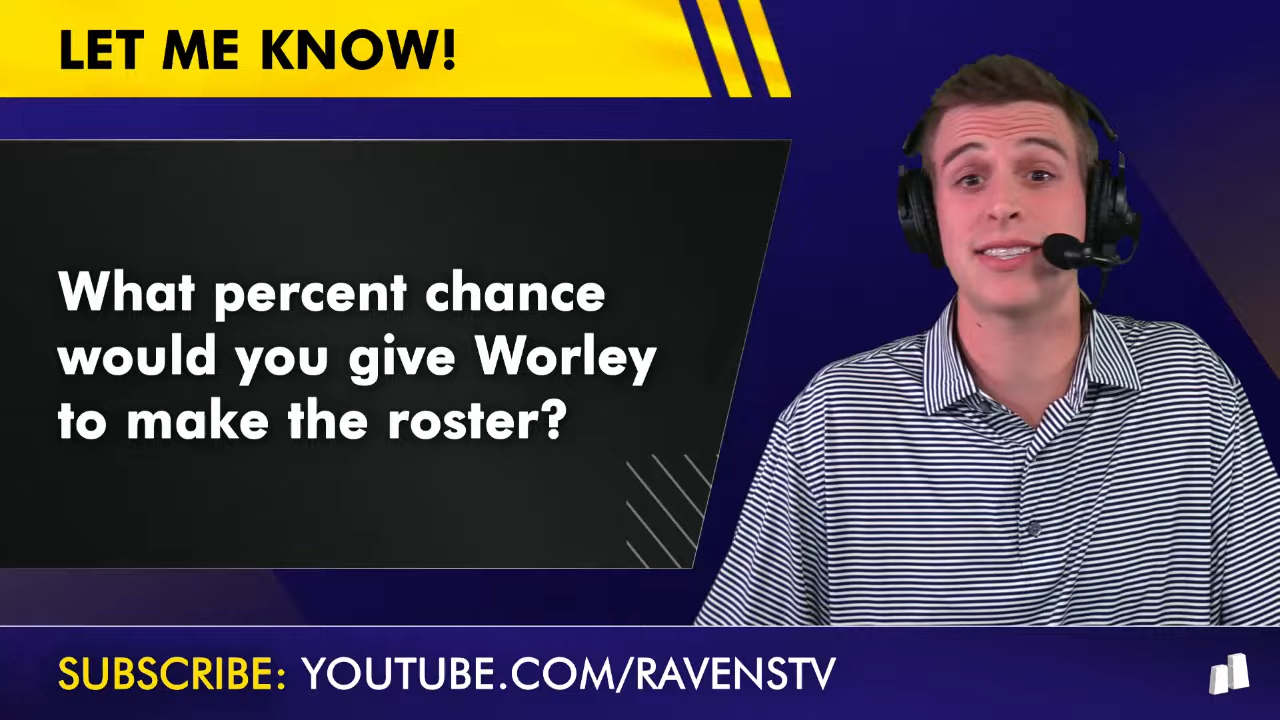 LET ME KNOW!
What percent chance
would you give Worley
to make the roster?
SUBSCRIBE: YOUTUBE.COM/RAVENSTV